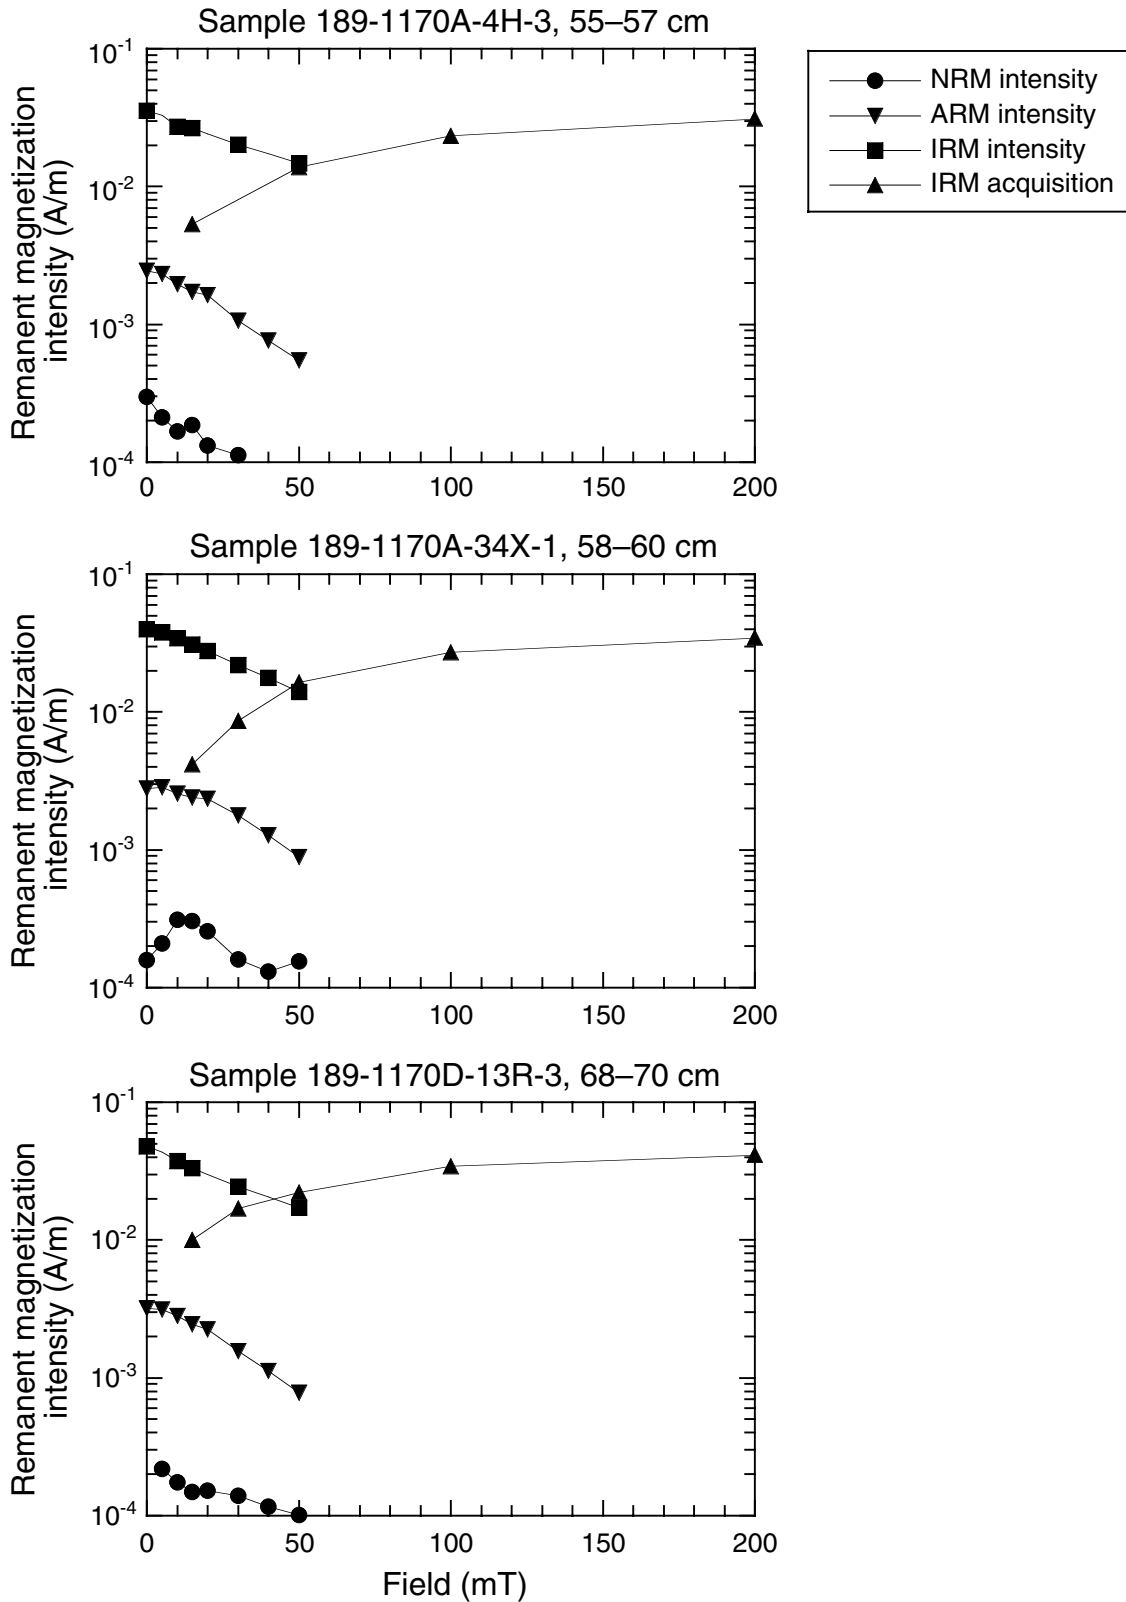 Sample 189-1170A-4H-3, 55–57 cm
NRM intensity
ARM intensity
IRM intensity
IRM acquisition
Remanent magnetization
intensity (A/m)
10-1
10-2
10-3
10-4
0 50 100 150 200
Sample 189-1170A-34X-1, 58–60 cm
Remanent magnetization
intensity (A/m)
10-1
10-2
10-3
10-4
0 50 100 150 200
Sample 189-1170D-13R-3, 68–70 cm
Remanent magnetization
intensity (A/m)
10-1
10-2
10-3
10-4
0 50 100 150 200
Field (mT)